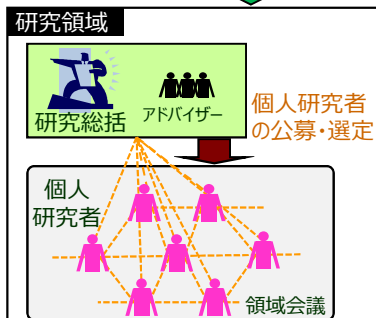 研究領域
研究総括
アドバイザー
個人研究者
の公募・選定
個人
研究者
領域会議